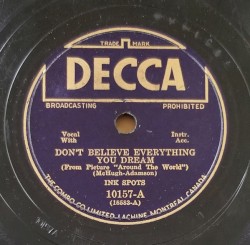 TRADE MARK
DECCA
BROADCASTING PROHIBITED
Vocal With Instr. Acc.
DON'T BELIEVE EVERYTHING
YOU DREAM
(From Picture "Around The World")
(McHugh-Adamson)
INK SPOTS
10157-A
(16583-A)
THE COMPO-CO-LIMITED-LACHINE, MONTREAL, CANADA.